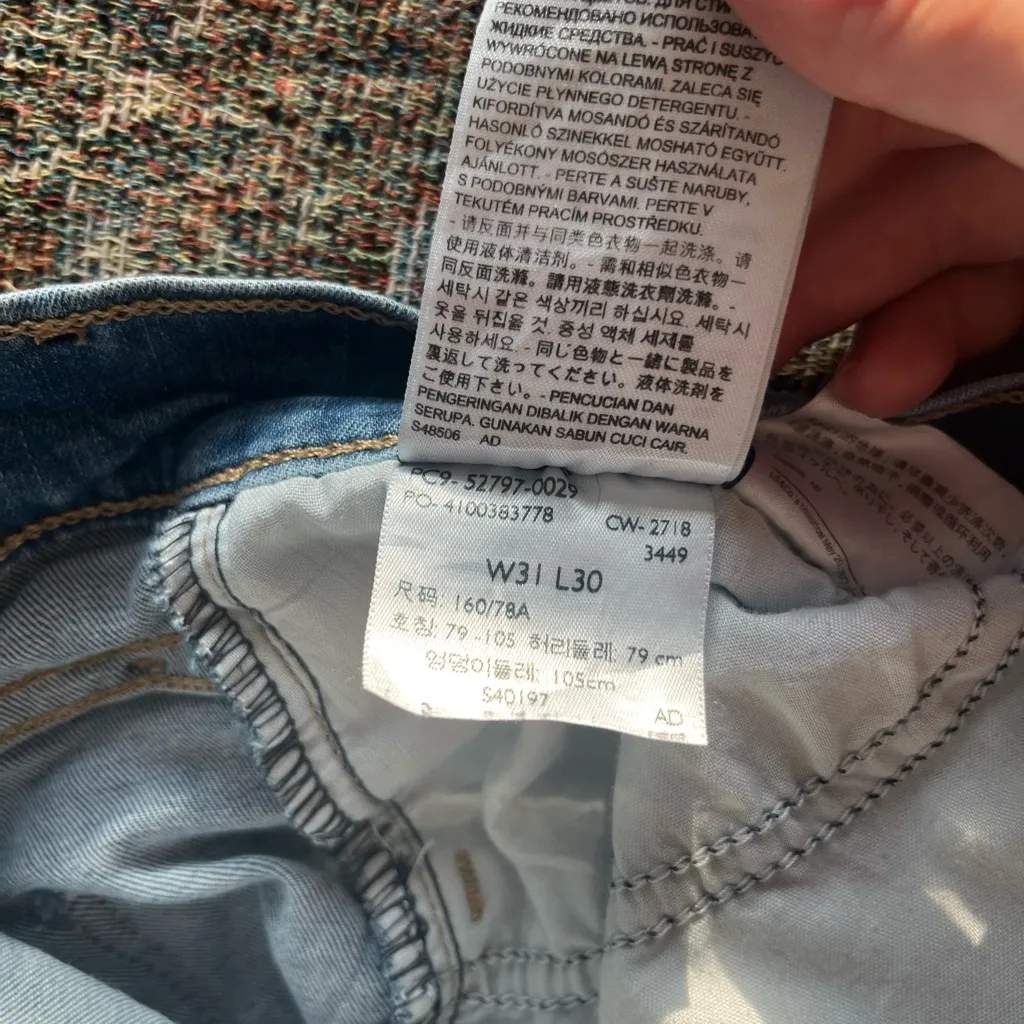 РЕКОМЕНДОВАНО ИСПОЛЬЗОВА
ЖИДКИЕ СРЕДСТВА. - PRAĆ I SUSZYĆ
WYWRÓCONE NA LEWĄ STRONĘ Z
PODOBNYMI KOLORAMI. ZALECA SIĘ
UŻYCIE PŁYNNEGO DETERGENTU. -
KIFORDÍTVA MOSANDÓ ÉS SZÁRÍTANDÓ
HASONLÓ SZINEKKEL MOSHATÓ EGYÜTT.
FOLYÉKONY MOSÓSZER HASZNÁLATA
AJÁNLOTT. - PERTE A SUŠTE NARUBY,
S PODOBNÝMI BARVAMI. PERTE V
TEKUTÉM PRACÍM PROSTŘEDKU.
- 请反面并与同类色衣物一起洗涤。请
使用液体清洁剂。- 需和相似色衣物一
同反面洗滌。請用液態洗衣劑洗滌。-
세탁시 같은 색상끼리 하십시요. 세탁시
옷을 뒤집을 것. 중성 액체 세제를
사용하세요. - 同じ色物と一緒に製品を
裏返して洗ってください。液体洗剤を
ご使用下さい。- PENCUCIAN DAN
PENGERINGAN DIBALIK DENGAN WARNA
SERUPA. GUNAKAN SABUN CUCI CAIR.
S48506 AD
PC9- 52797-0029
PO- 4100383778
CW- 2718
3449
W31 L30
尺码: 160/78A
호칭: 79 -105 허리둘레: 79 cm
엉덩이둘레: 105cm
S40197
AD